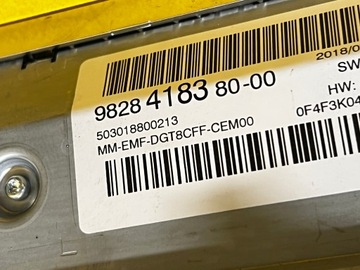 2018/0
9828 4183 80-00
SW
503018800213
HW:
MM-EMF-DGT8CFF-CEM00
0F4F3K04